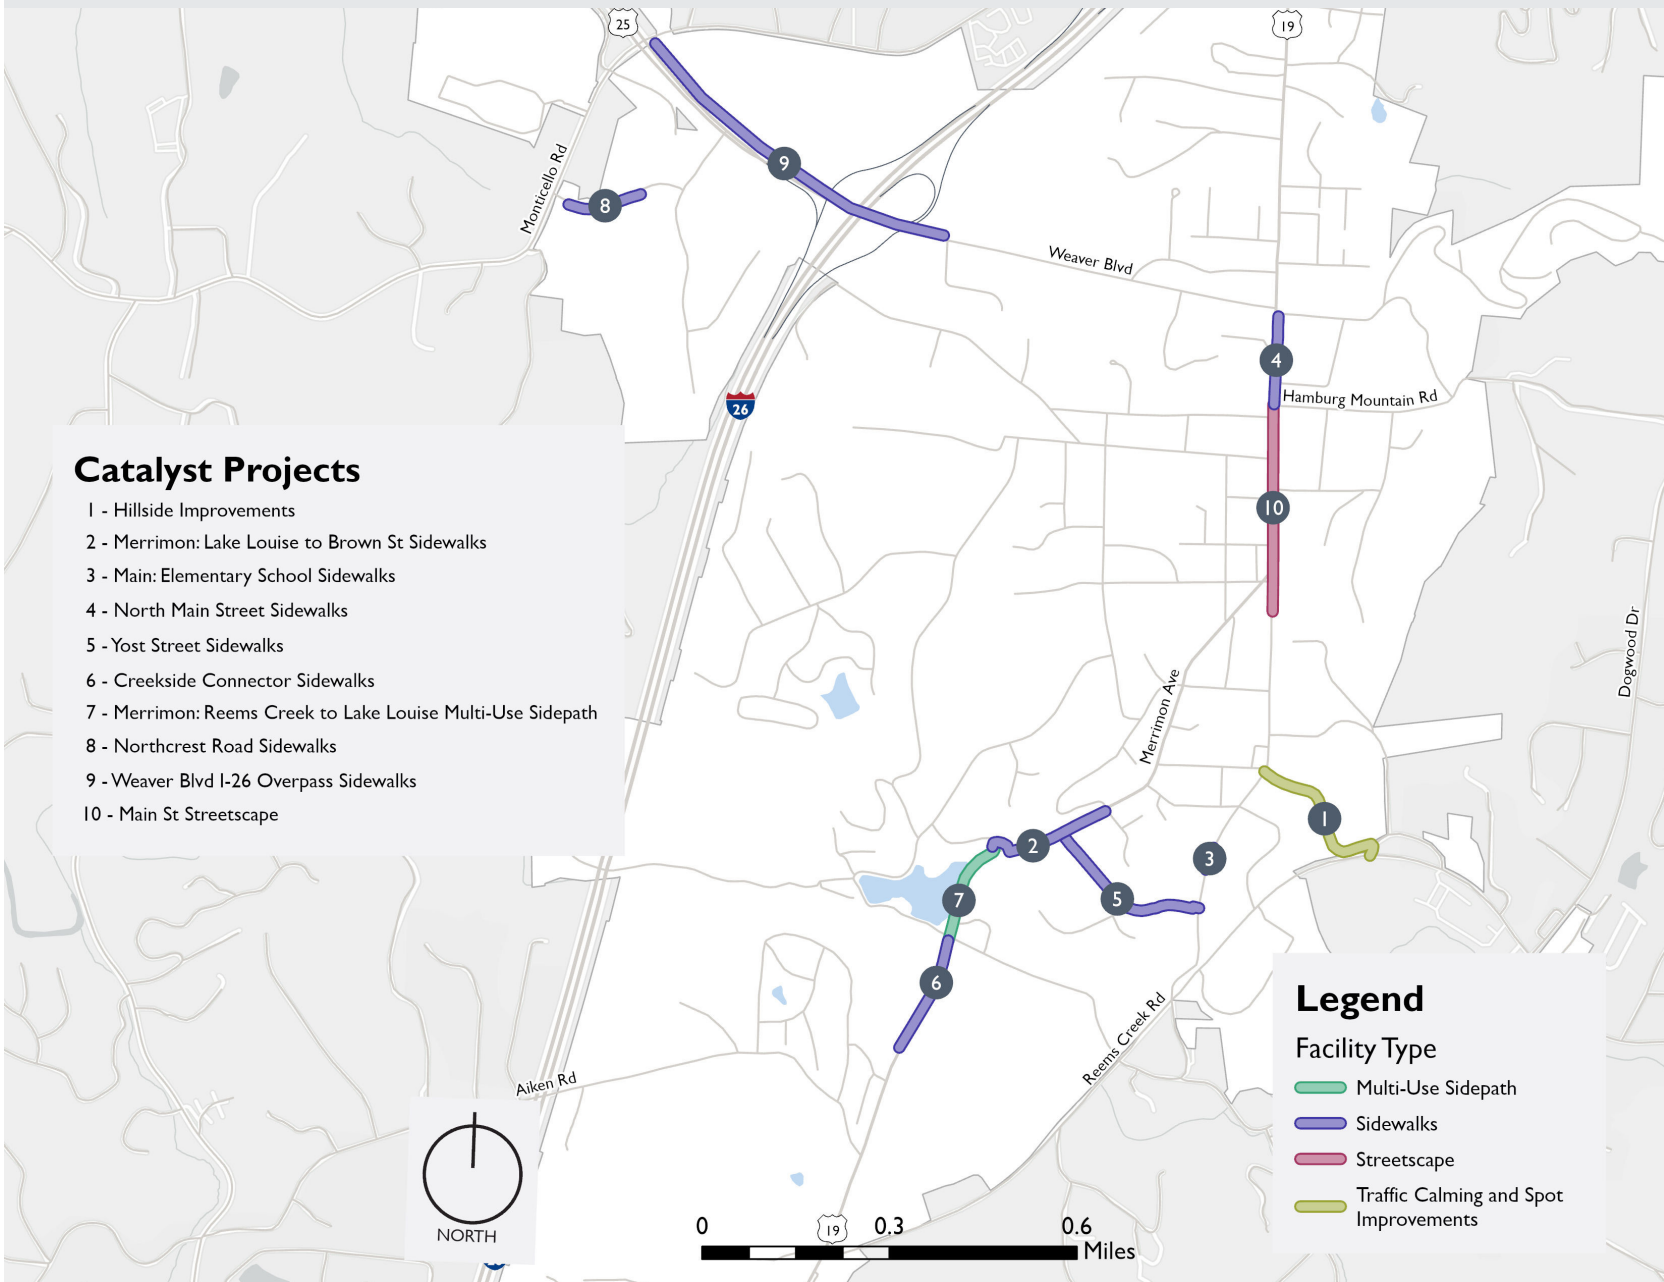 25
19
9
Monticello Rd
8
Weaver Blvd
4
Hamburg Mountain Rd
26
Catalyst Projects
1 - Hillside Improvements
2 - Merrimon: Lake Louise to Brown St Sidewalks
3 - Main: Elementary School Sidewalks
4 - North Main Street Sidewalks
5 - Yost Street Sidewalks
6 - Creekside Connector Sidewalks
7 - Merrimon: Reems Creek to Lake Louise Multi-Use Sidepath
8 - Northcrest Road Sidewalks
9 - Weaver Blvd I-26 Overpass Sidewalks
10 - Main St Streetscape
10
Dogwood Dr
Merrimon Ave
1
2
3
7
5
6
Reems Creek Rd
Aiken Rd
NORTH
19
0 0.3 0.6
Miles
Legend
Facility Type
Multi-Use Sidepath
Sidewalks
Streetscape
Traffic Calming and Spot
Improvements